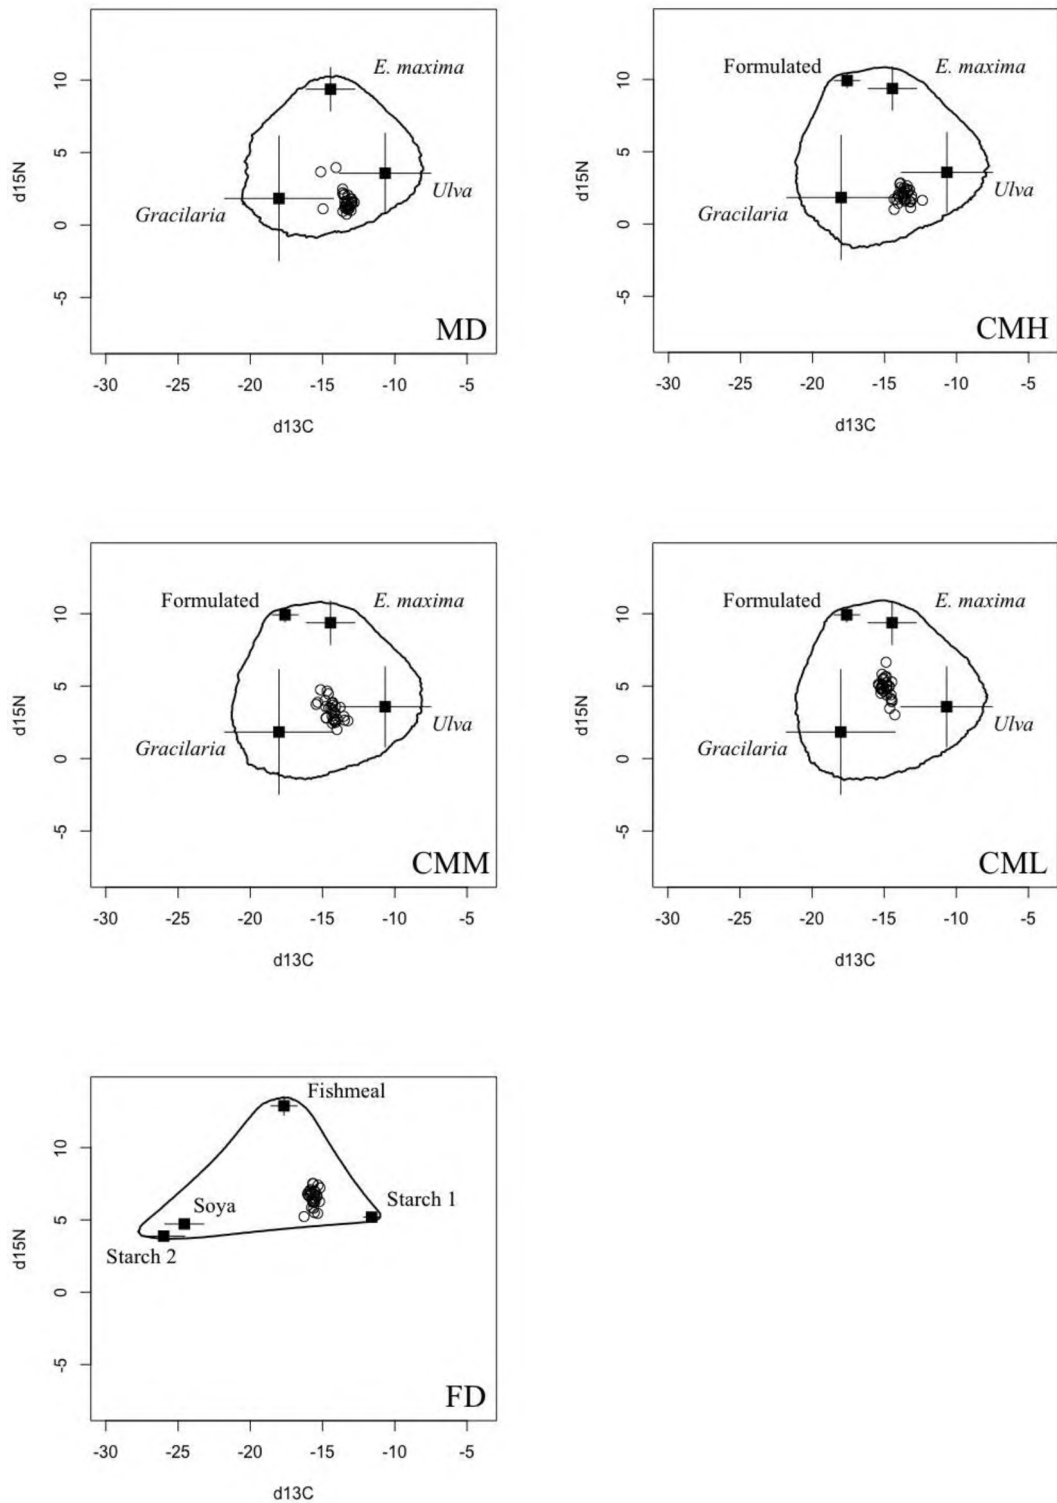 E. maxima
10
5
d15N
Ulva
Gracilaria
0
-5
MD
-30 -25 -20 -15 -10 -5
d13C
Formulated E. maxima
10
5
d15N
Ulva
Gracilaria
0
-5
CMH
-30 -25 -20 -15 -10 -5
d13C
Formulated E. maxima
10
5
d15N
Ulva
Gracilaria
0
-5
CMM
-30 -25 -20 -15 -10 -5
d13C
Formulated E. maxima
10
5
d15N
Ulva
Gracilaria
0
-5
CML
-30 -25 -20 -15 -10 -5
d13C
Fishmeal
10
Soya
Starch 1
5
d15N
Starch 2
0
-5
FD
-30 -25 -20 -15 -10 -5
d13C